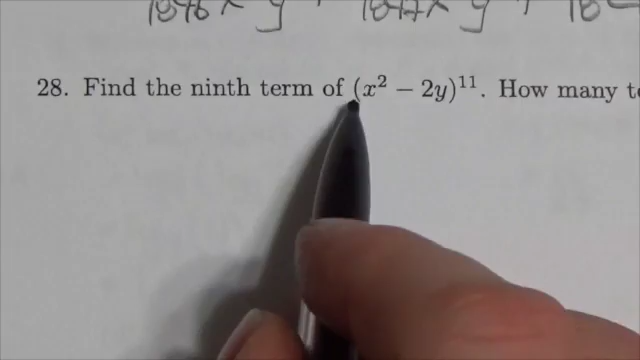 28. Find the ninth term of (x² − 2y)¹¹. How many